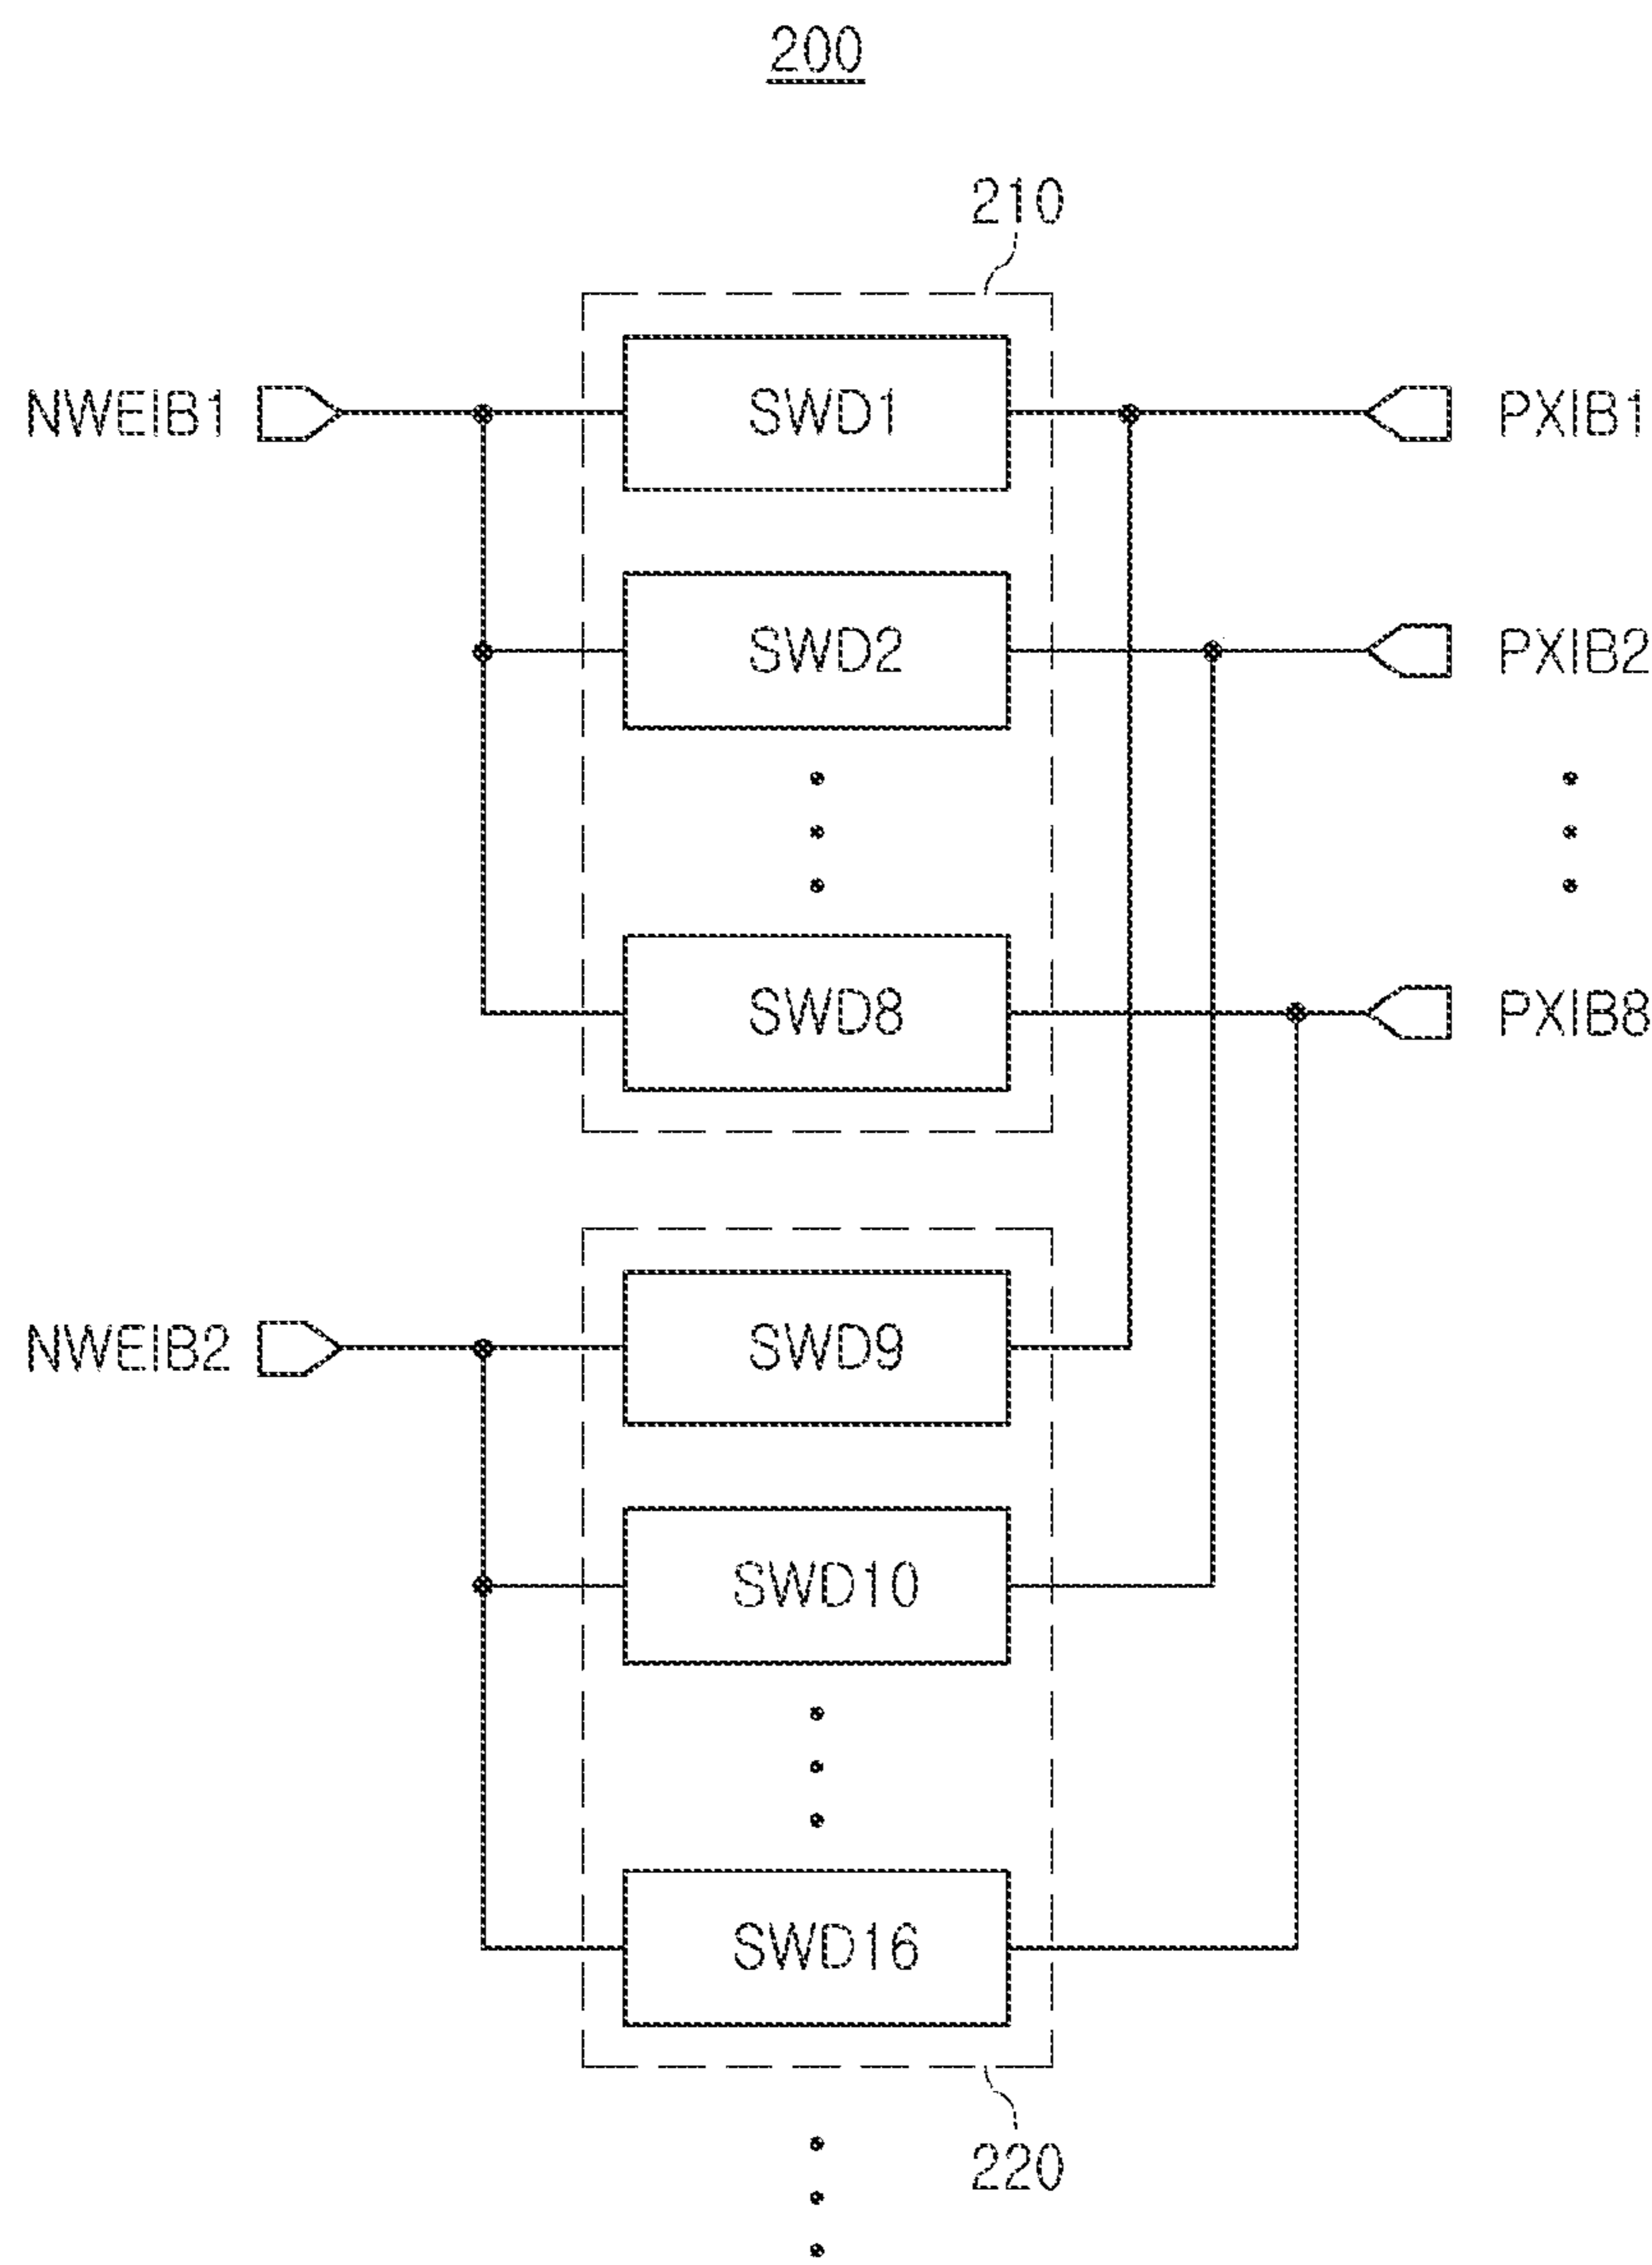 200
210
NWEIB1 SWD1 PXIB1
SWD2 PXIB2
SWD8 PXIB8
NWEIB2 SWD9
SWD10
SWD16
220